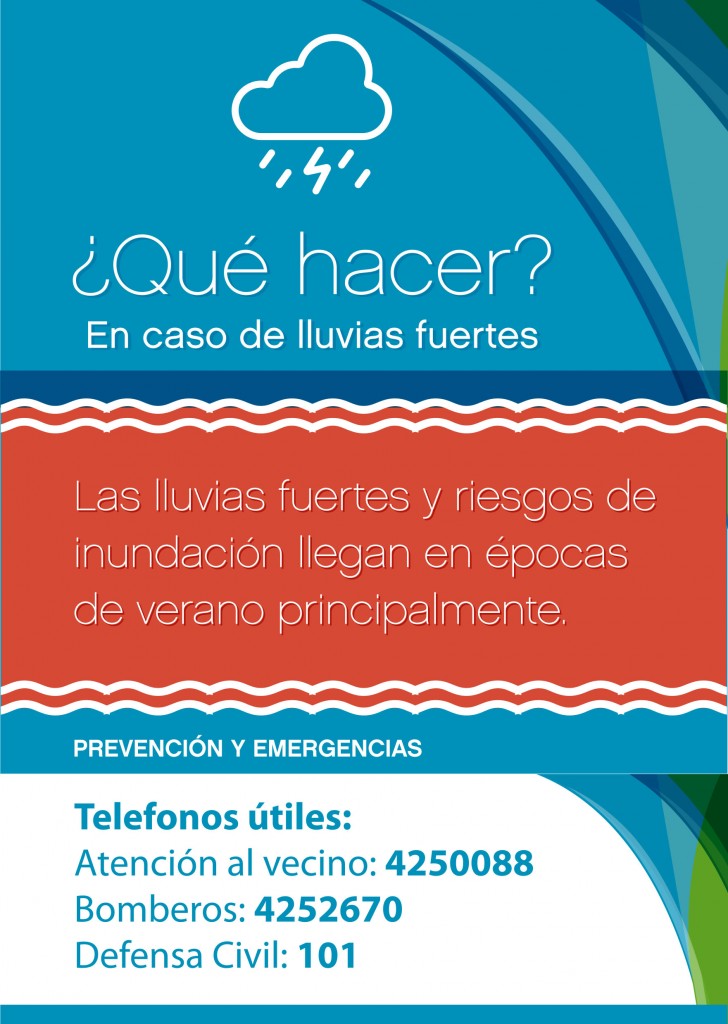 ¿Qué hacer?
En caso de lluvias fuertes
Las lluvias fuertes y riesgos de
inundación llegan en épocas
de verano principalmente.
PREVENCIÓN Y EMERGENCIAS
Telefonos útiles:
Atención al vecino: 4250088
Bomberos: 4252670
Defensa Civil: 101